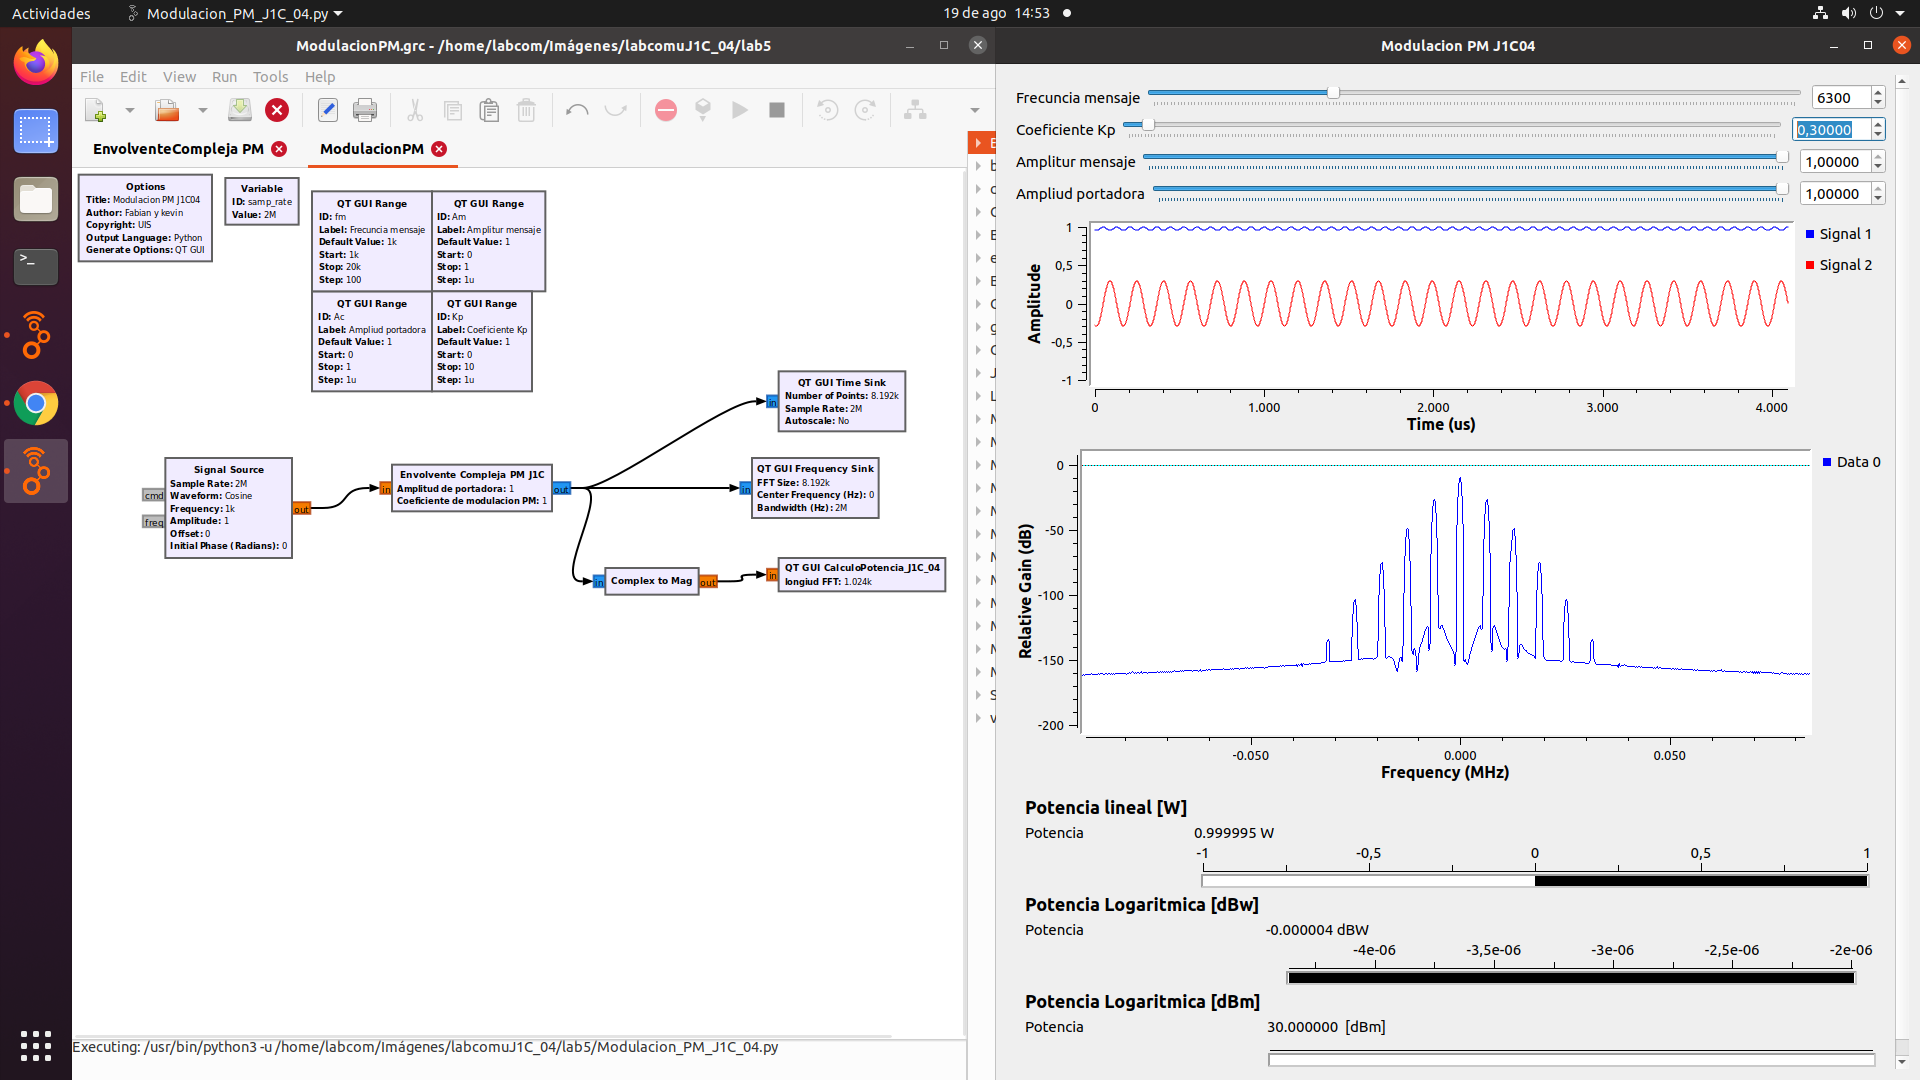 Actividades
Modulacion_PM_J1C_04.py
19 de ago 14:53
ModulacionPM.grc - /home/labcom/Imágenes/labcomuJ1C_04/lab5
Modulacion PM J1C04
File Edit View Run Tools Help
EnvolventeCompleja PM
ModulacionPM
Options
Title: Modulacion PM J1C04
Author: Fabian y kevin
Copyright: UIS
Output Language: Python
Generate Options: QT GUI
Variable
ID: samp_rate
Value: 2M
QT GUI Range
ID: fm
Label: Frecuncia mensaje
Default Value: 1k
Start: 1k
Stop: 20k
Step: 100
QT GUI Range
ID: Am
Label: Amplitur mensaje
Default Value: 1
Start: 0
Stop: 1
Step: 1u
QT GUI Range
ID: Ac
Label: Ampliud portadora
Default Value: 1
Start: 0
Stop: 1
Step: 1u
QT GUI Range
ID: Kp
Label: Coeficiente Kp
Default Value: 1
Start: 0
Stop: 10
Step: 1u
Signal Source
Sample Rate: 2M
Waveform: Cosine
Frequency: 1k
Amplitude: 1
Offset: 0
Initial Phase (Radians): 0
cmd
freq
out
in
Envolvente Compleja PM J1C
Amplitud de portadora: 1
Coeficiente de modulacion PM: 1
out
in
QT GUI Time Sink
Number of Points: 8.192k
Sample Rate: 2M
Autoscale: No
in
QT GUI Frequency Sink
FFT Size: 8.192k
Center Frequency (Hz): 0
Bandwidth (Hz): 2M
in
Complex to Mag
out
in
QT GUI CalculoPotencia_J1C_04
longiud FFT: 1.024k
Executing: /usr/bin/python3 -u /home/labcom/Imágenes/labcomuJ1C_04/lab5/Modulacion_PM_J1C_04.py
Frecuncia mensaje 6300
Coeficiente Kp 0,30000
Amplitur mensaje 1,00000
Ampliud portadora 1,00000
Amplitude
1
0,5
0
-0,5
-1
0 1.000 2.000 3.000 4.000
Time (us)
Signal 1
Signal 2
Relative Gain (dB)
0
-50
-100
-150
-200
-0.050 0.000 0.050
Frequency (MHz)
Data 0
Potencia lineal [W]
Potencia 0.999995 W
-1 -0,5 0 0,5 1
Potencia Logaritmica [dBw]
Potencia -0.000004 dBW
-4e-06 -3,5e-06 -3e-06 -2,5e-06 -2e-06
Potencia Logaritmica [dBm]
Potencia 30.000000 [dBm]